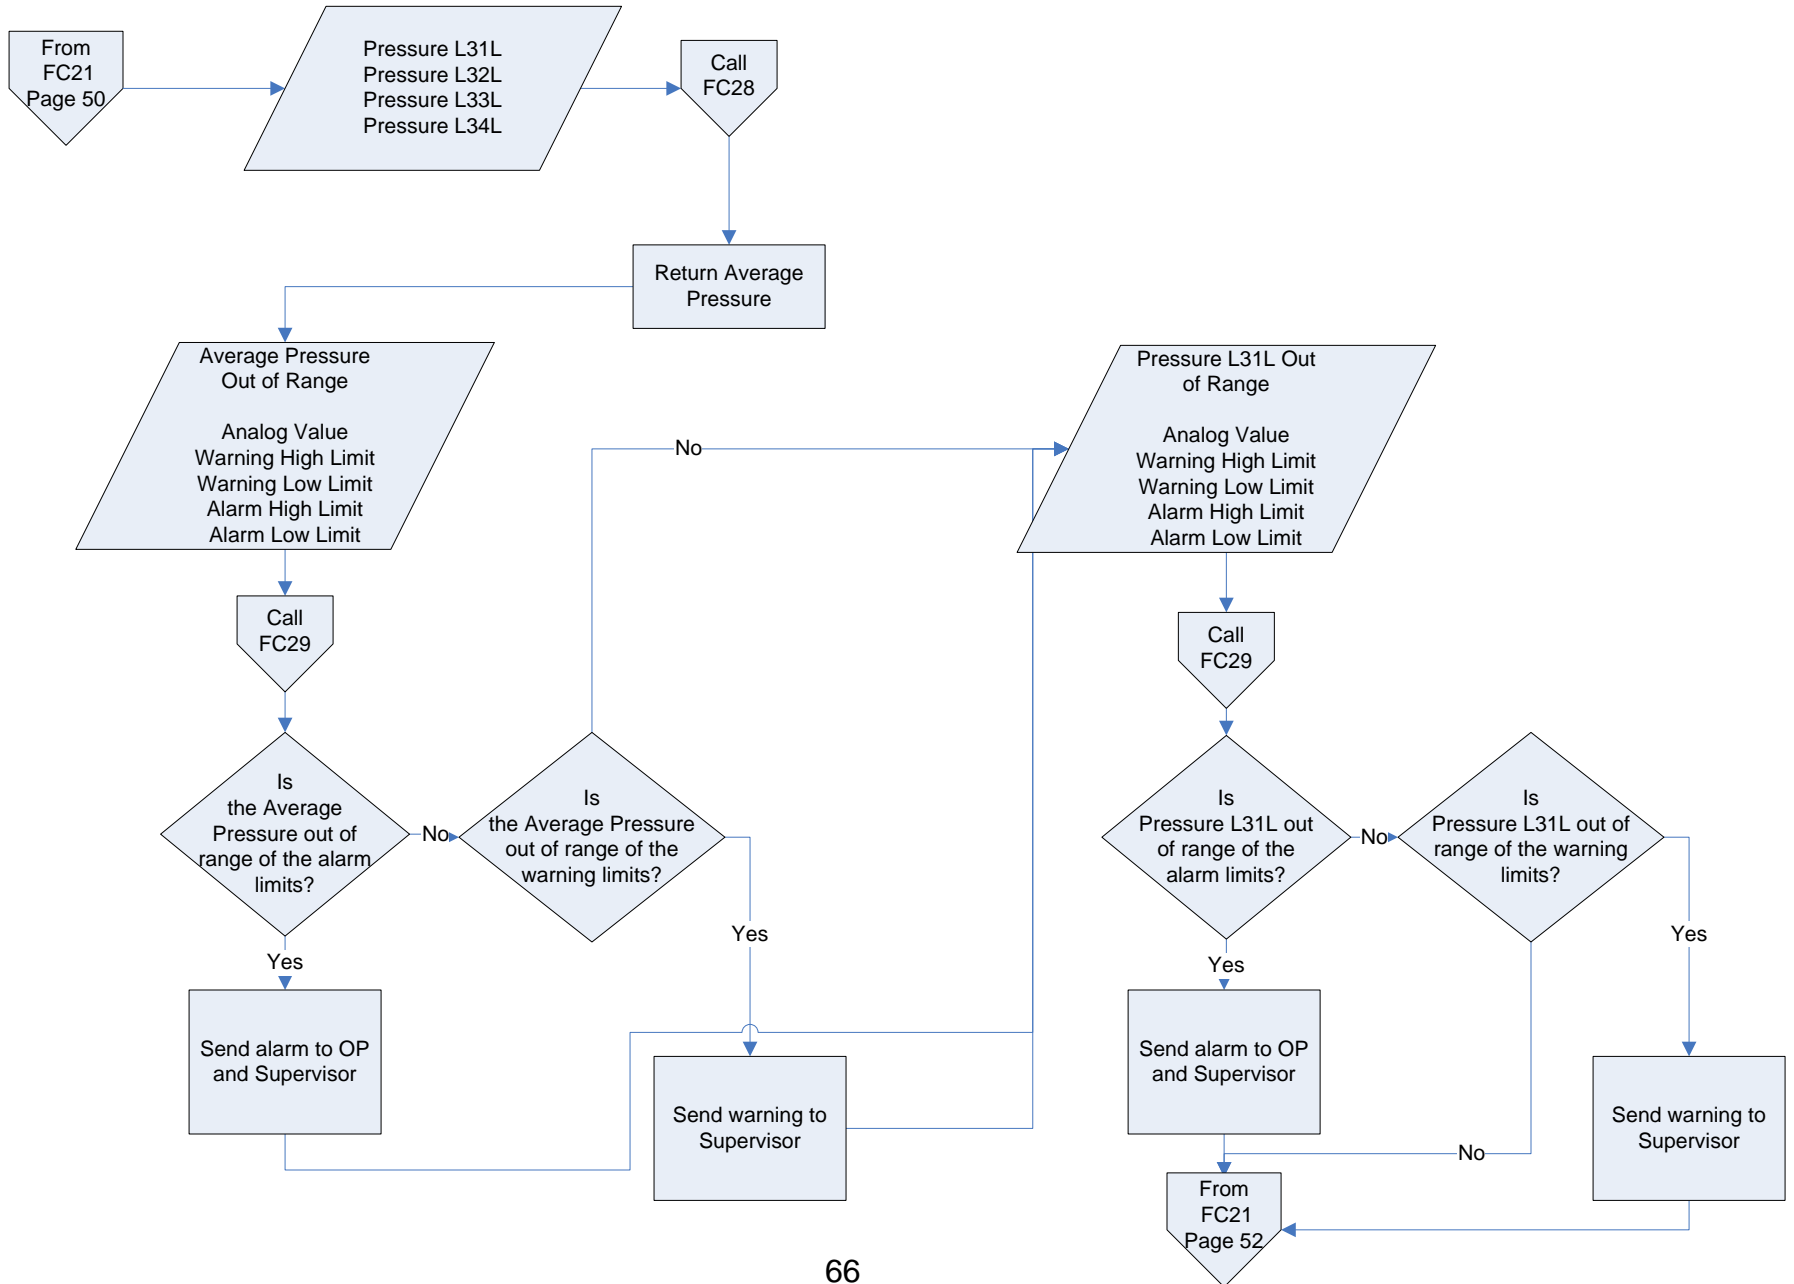 From
FC21
Page 50
Pressure L31L
Pressure L32L
Pressure L33L
Pressure L34L
Call
FC28
Return Average
Pressure
Average Pressure
Out of Range
Analog Value
Warning High Limit
Warning Low Limit
Alarm High Limit
Alarm Low Limit
Call
FC29
Is
the Average
Pressure out of
range of the alarm
limits?
No
Is
the Average Pressure
out of range of the
warning limits?
No
Yes
Yes
Send alarm to OP
and Supervisor
Send warning to
Supervisor
Pressure L31L Out
of Range
Analog Value
Warning High Limit
Warning Low Limit
Alarm High Limit
Alarm Low Limit
Call
FC29
Is
Pressure L31L out
of range of the
alarm limits?
No
Is
Pressure L31L out of
range of the warning
limits?
Yes
Yes
Send alarm to OP
and Supervisor
Send warning to
Supervisor
No
From
FC21
Page 52
66